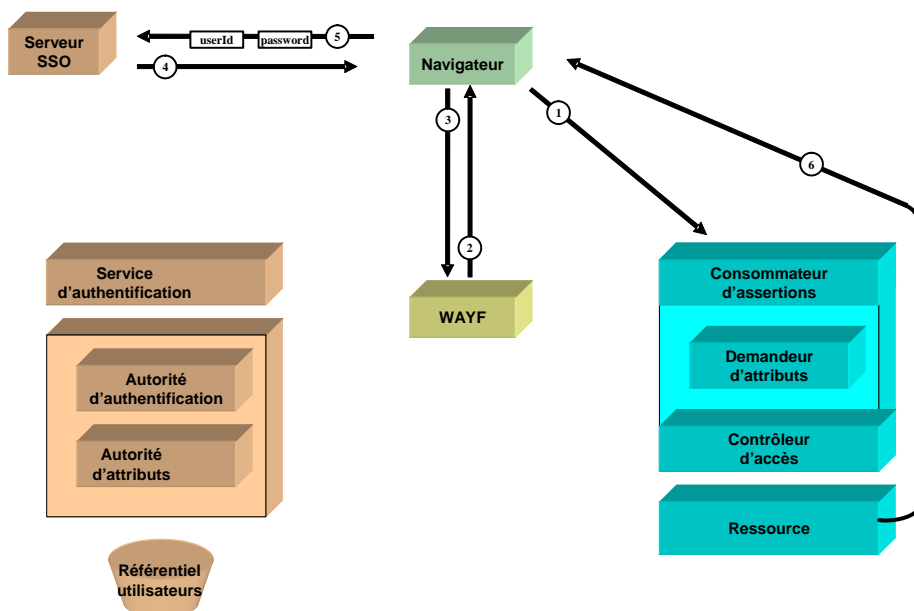 Serveur
SSO
userId
password
5
4
Navigateur
3
1
6
2
Service
d'authentification
WAYF
Consommateur
d'assertions
Autorité
d'authentification
Demandeur
d'attributs
Autorité
d'attributs
Contrôleur
d'accès
Ressource
Référentiel
utilisateurs